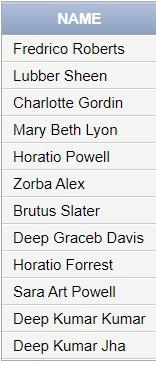 NAME
Fredrico Roberts
Lubber Sheen
Charlotte Gordin
Mary Beth Lyon
Horatio Powell
Zorba Alex
Brutus Slater
Deep Graceb Davis
Horatio Forrest
Sara Art Powell
Deep Kumar Kumar
Deep Kumar Jha